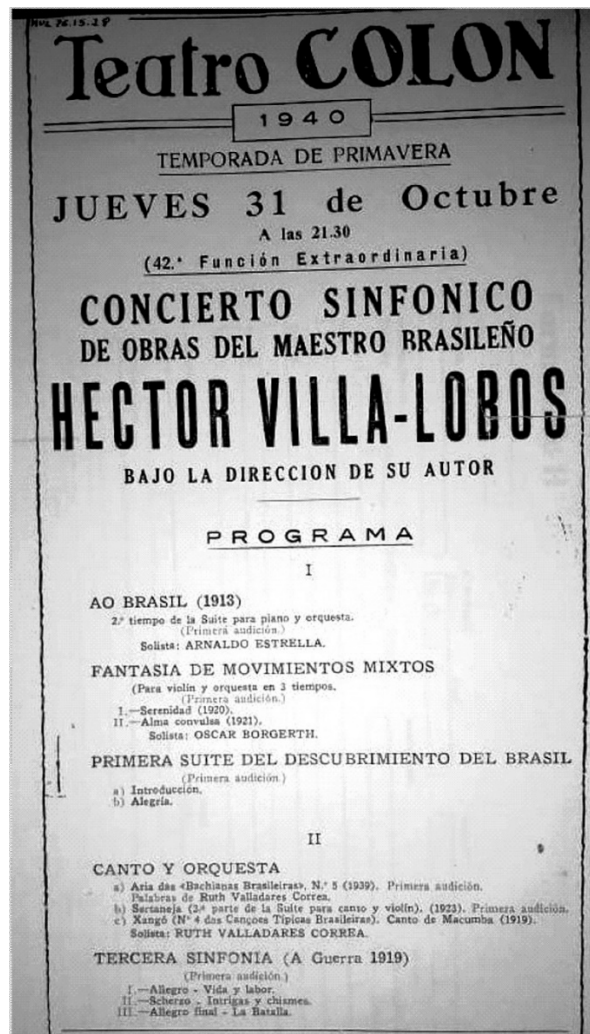 MVL 76.15.28
Teatro COLON
1940
TEMPORADA DE PRIMAVERA
JUEVES 31 de Octubre
A las 21.30
(42.ª Función Extraordinaria)
CONCIERTO SINFONICO
DE OBRAS DEL MAESTRO BRASILEÑO
HECTOR VILLA-LOBOS
BAJO LA DIRECCION DE SU AUTOR
PROGRAMA
I
AO BRASIL (1913)
2.º tiempo de la Suite para piano y orquesta.
(Primera audición.)
Solista: ARNALDO ESTRELLA.
FANTASIA DE MOVIMIENTOS MIXTOS
(Para violín y orquesta en 3 tiempos.
(Primera audición.)
I.—Serenidad (1920).
II.—Alma convulsa (1921).
Solista: OSCAR BORGERTH.
PRIMERA SUITE DEL DESCUBRIMIENTO DEL BRASIL
(Primera audición.)
a) Introducción.
b) Alegría.
II
CANTO Y ORQUESTA
a) Aria das «Bachianas Brasileiras», N.º 5 (1939). Primera audición.
Palabras de Ruth Valladares Correa.
b) Sertaneja (3.ª parte de la Suite para canto y violín). (1923). Primera audición.
c) Xangó (Nº 4 das Canções Típicas Brasileiras). Canto de Macumba (1919).
Solista: RUTH VALLADARES CORREA.
TERCERA SINFONIA (A Guerra 1919)
(Primera audición.)
I.—Allegro - Vida y labor.
II.—Scherzo - Intrigas y chismes.
III.—Allegro final - La Batalla.